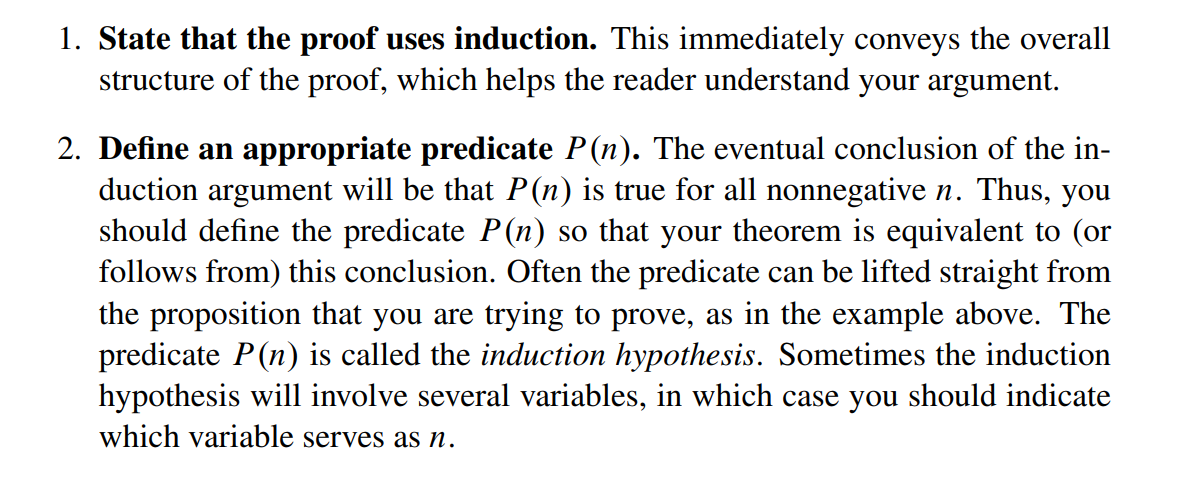 1. State that the proof uses induction. This immediately conveys the overall
structure of the proof, which helps the reader understand your argument.
2. Define an appropriate predicate P(n). The eventual conclusion of the in-
duction argument will be that P(n) is true for all nonnegative n. Thus, you
should define the predicate P(n) so that your theorem is equivalent to (or
follows from) this conclusion. Often the predicate can be lifted straight from
the proposition that you are trying to prove, as in the example above. The
predicate P(n) is called the induction hypothesis. Sometimes the induction
hypothesis will involve several variables, in which case you should indicate
which variable serves as n.